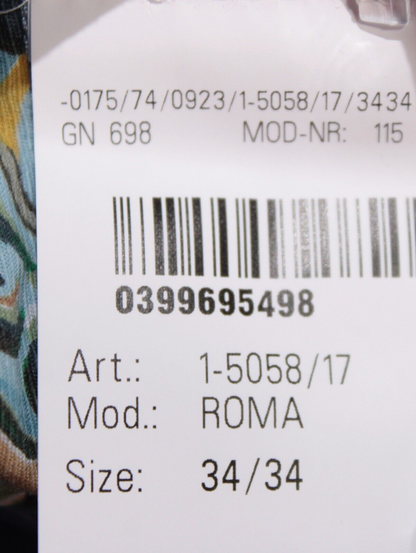 -0175/74/0923/1-5058/17/3434
GN 698 MOD-NR: 115
0399695498
Art.: 1-5058/17
Mod.: ROMA
Size: 34/34